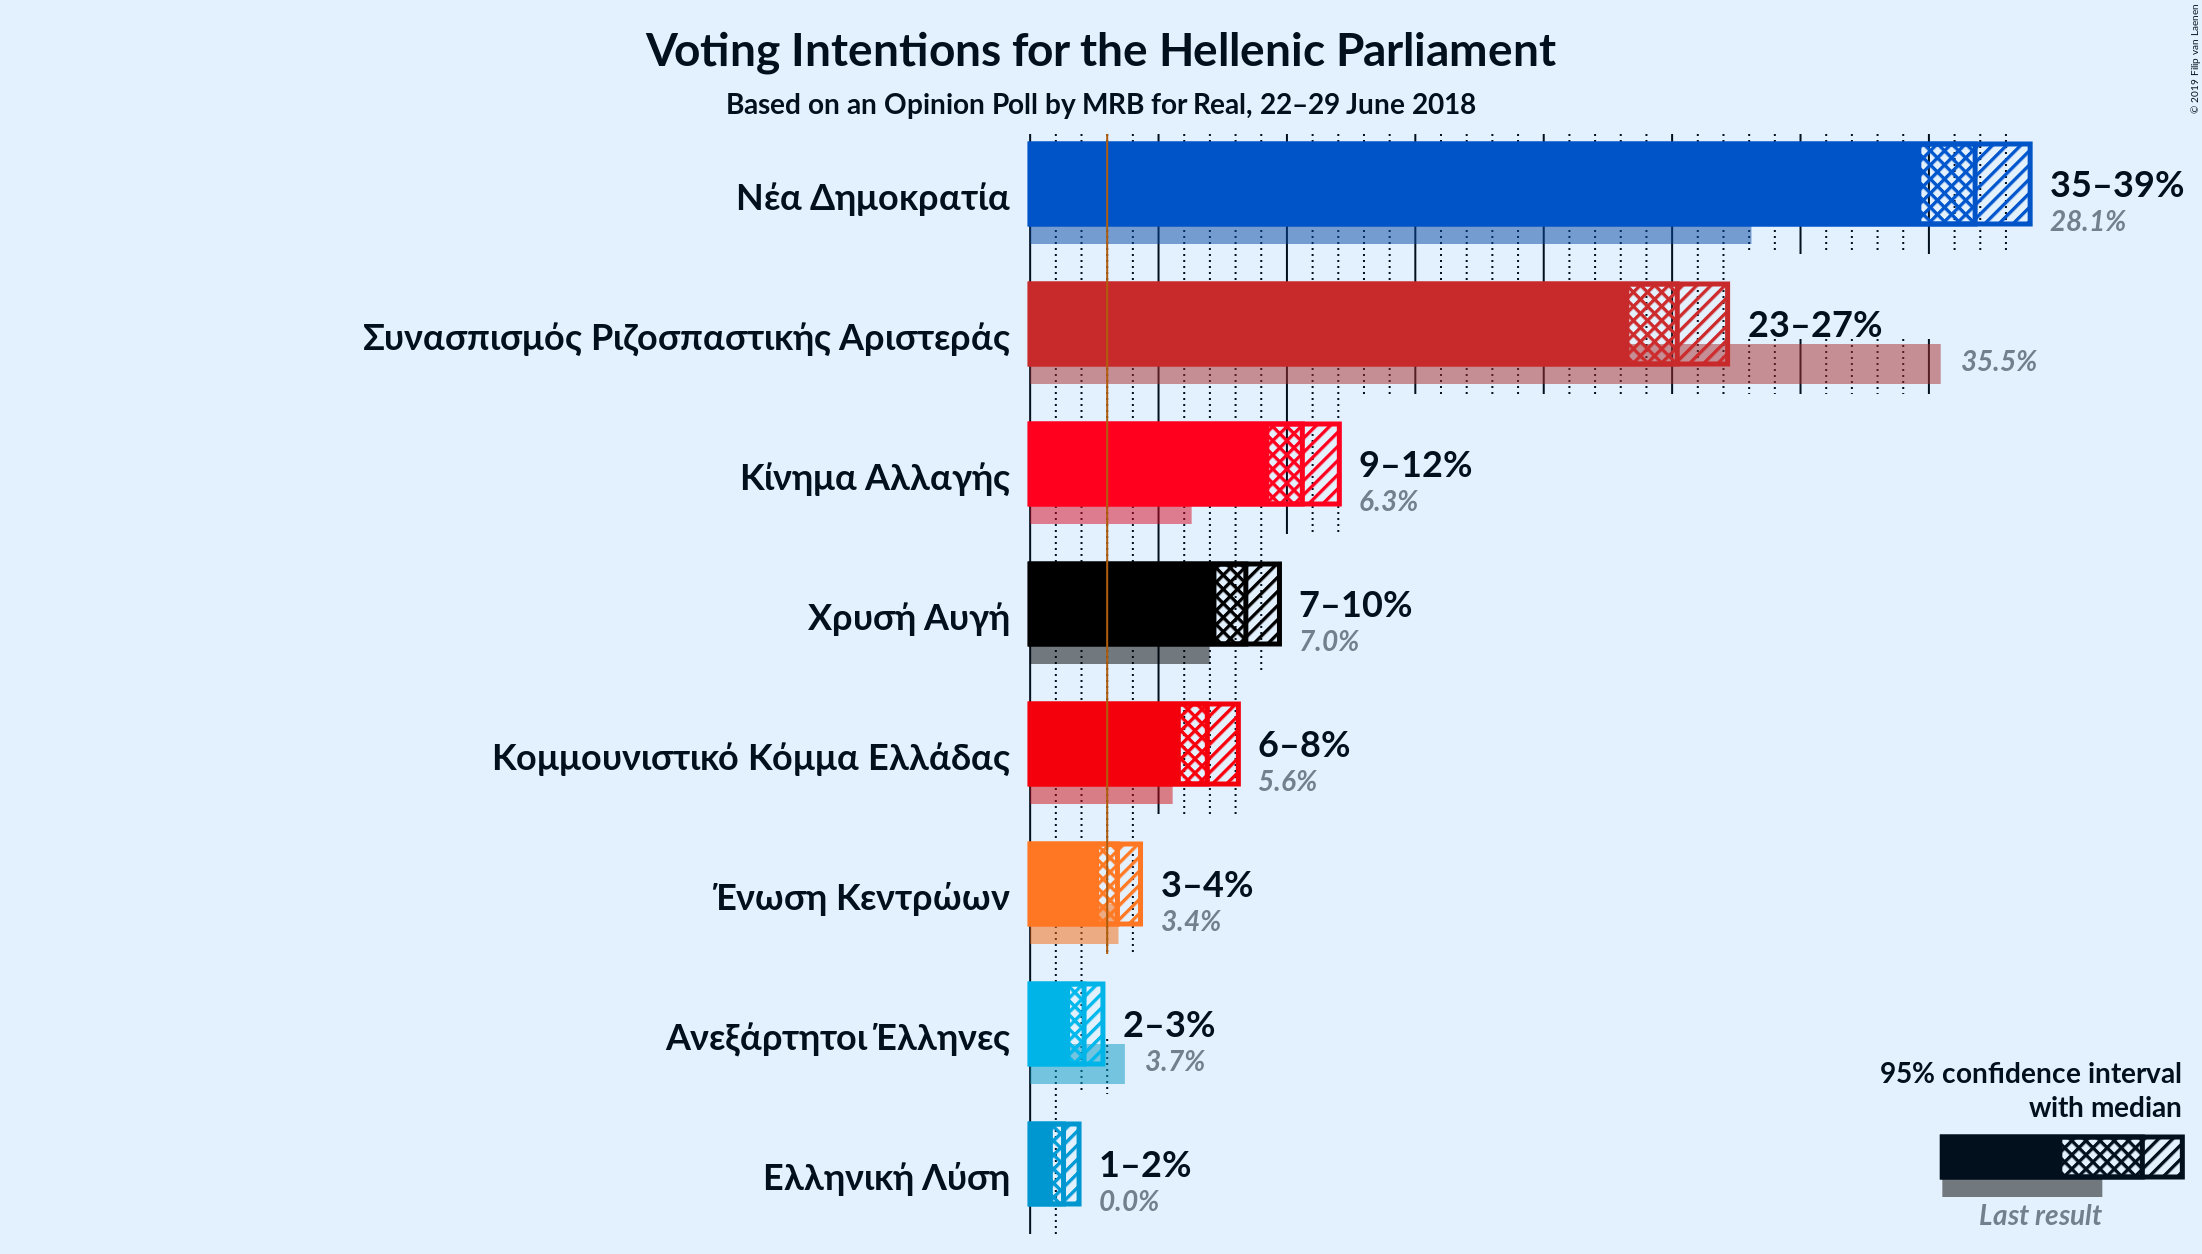 Voting Intentions for the Hellenic Parliament
Based on an Opinion Poll by MRB for Real, 22–29 June 2018
© 2019 Filip van Laenen
Νέα Δημοκρατία
35–39%
28.1%
Συνασπισμός Ριζοσπαστικής Αριστεράς
23–27%
35.5%
Κίνημα Αλλαγής
9–12%
6.3%
Χρυσή Αυγή
7–10%
7.0%
Κομμουνιστικό Κόμμα Ελλάδας
6–8%
5.6%
Ένωση Κεντρώων
3–4%
3.4%
Ανεξάρτητοι Έλληνες
2–3%
3.7%
Ελληνική Λύση
1–2%
0.0%
95% confidence interval
with median
Last result